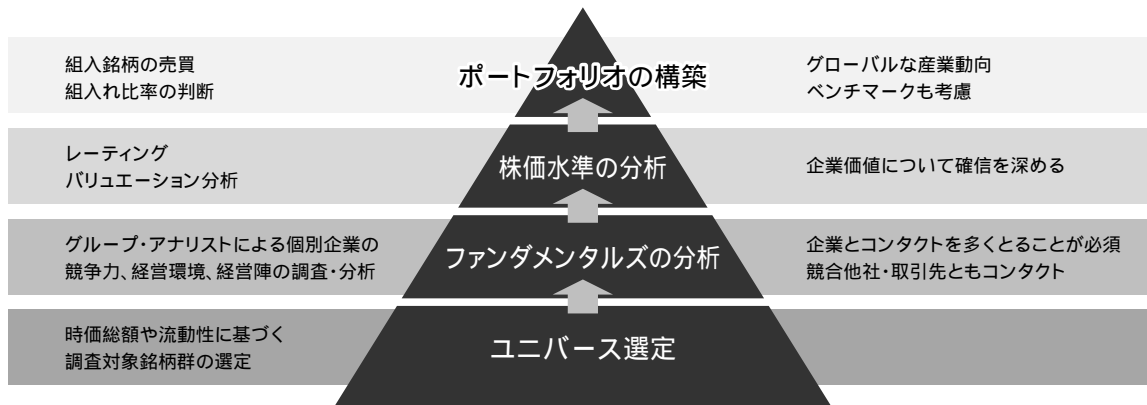 組入銘柄の売買
組入れ比率の判断
ポートフォリオの構築
グローバルな産業動向
ベンチマークも考慮
レーティング
バリュエーション分析
株価水準の分析
企業価値について確信を深める
グループ・アナリストによる個別企業の
競争力、経営環境、経営陣の調査・分析
ファンダメンタルズの分析
企業とコンタクトを多くとることが必須
競合他社・取引先ともコンタクト
時価総額や流動性に基づく
調査対象銘柄群の選定
ユニバース選定